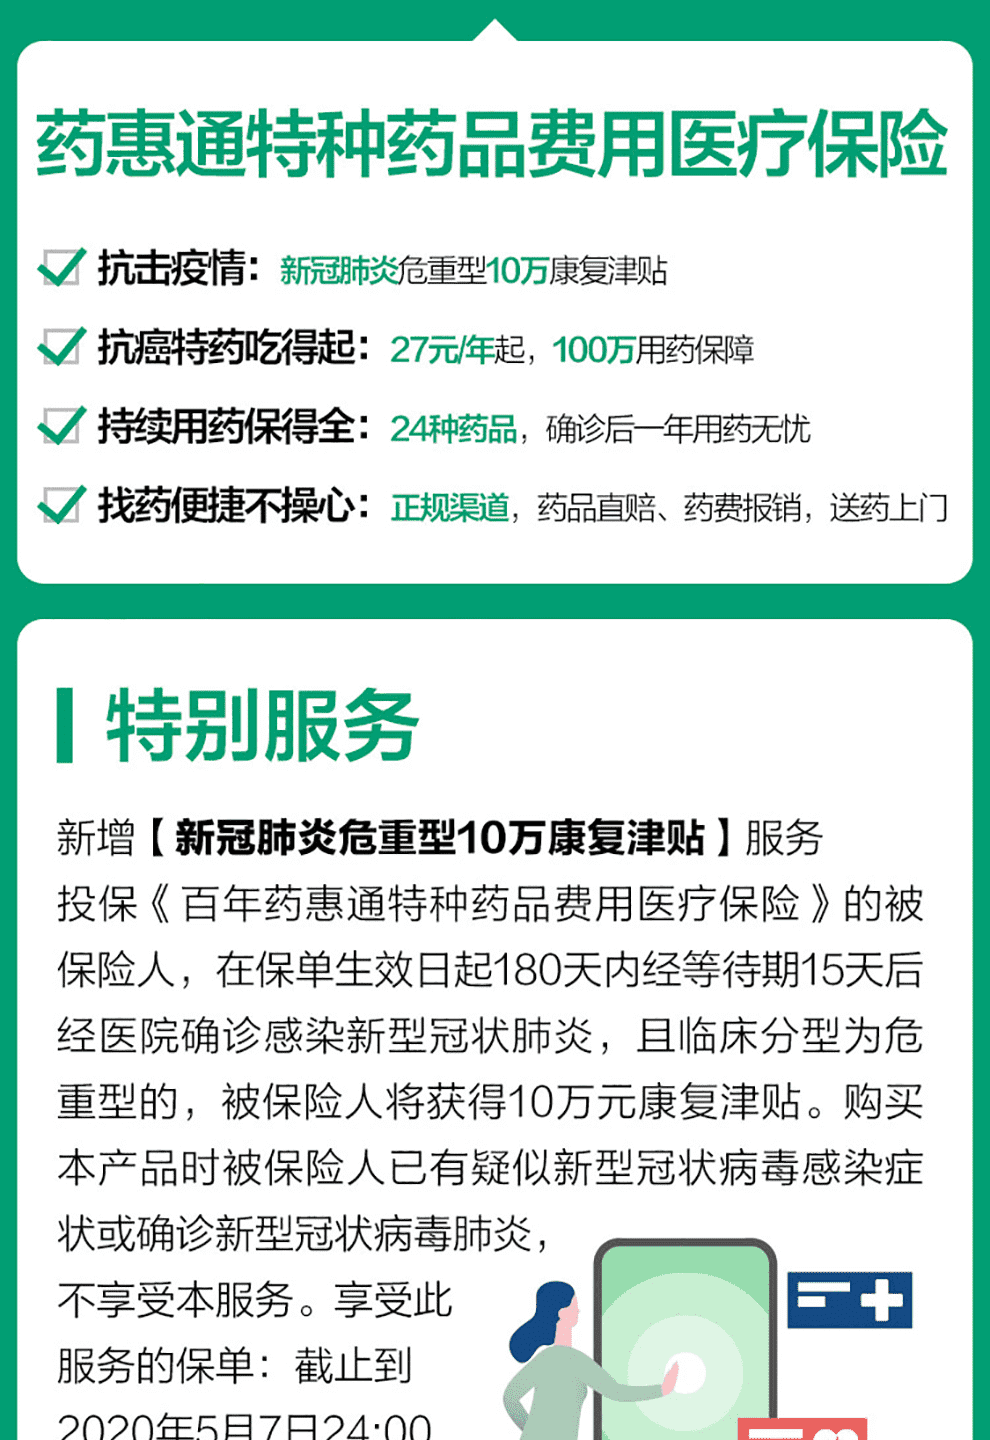 药惠通特种药品费用医疗保险
抗击疫情：新冠肺炎危重型10万康复津贴
抗癌特药吃得起：27元/年起，100万用药保障
持续用药保得全：24种药品，确诊后一年用药无忧
找药便捷不操心：正规渠道，药品直赔、药费报销，送药上门
特别服务
新增【新冠肺炎危重型10万康复津贴】服务
投保《百年药惠通特种药品费用医疗保险》的被
保险人，在保单生效日起180天内经等待期15天后
经医院确诊感染新型冠状肺炎，且临床分型为危
重型的，被保险人将获得10万元康复津贴。购买
本产品时被保险人已有疑似新型冠状病毒感染症
状或确诊新型冠状病毒肺炎，
不享受本服务。享受此
服务的保单：截止到
2020年5月7日24:00